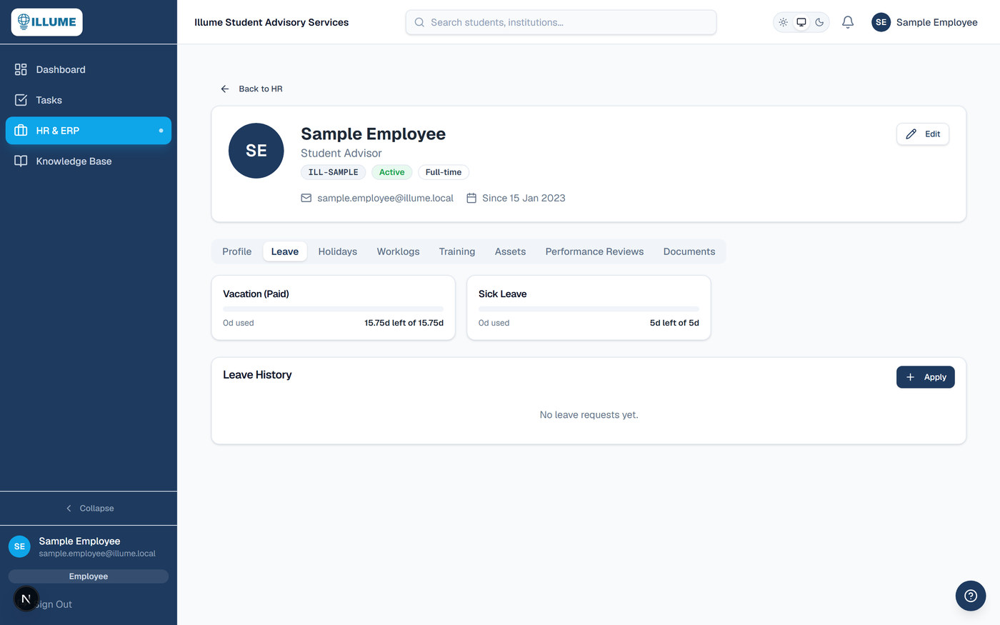 ILLUME
Illume Student Advisory Services
Search students, institutions...
SE
Sample Employee
Dashboard
Tasks
HR & ERP
Knowledge Base
Back to HR
SE
Sample Employee
Student Advisor
ILL-SAMPLE
Active
Full-time
sample.employee@illume.local
Since 15 Jan 2023
Edit
Profile
Leave
Holidays
Worklogs
Training
Assets
Performance Reviews
Documents
Vacation (Paid)
0d used
15.75d left of 15.75d
Sick Leave
0d used
5d left of 5d
Leave History
Apply
No leave requests yet.
Collapse
SE
Sample Employee
sample.employee@illume.local
Employee
N
ign Out